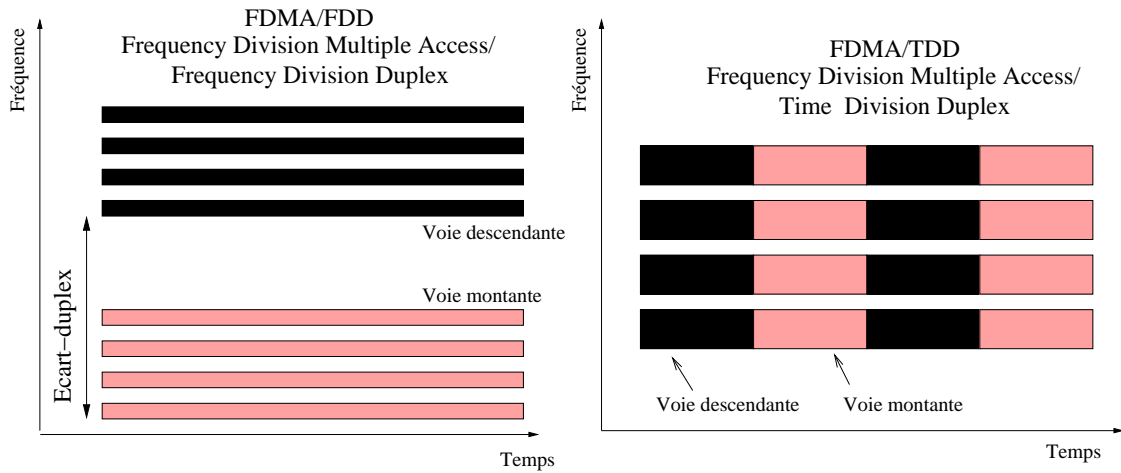 FDMA/FDD
Frequency Division Multiple Access/
Frequency Division Duplex
Fréquence
Voie descendante
Voie montante
Ecart−duplex
Temps
FDMA/TDD
Frequency Division Multiple Access/
Time Division Duplex
Fréquence
Voie descendante
Voie montante
Temps